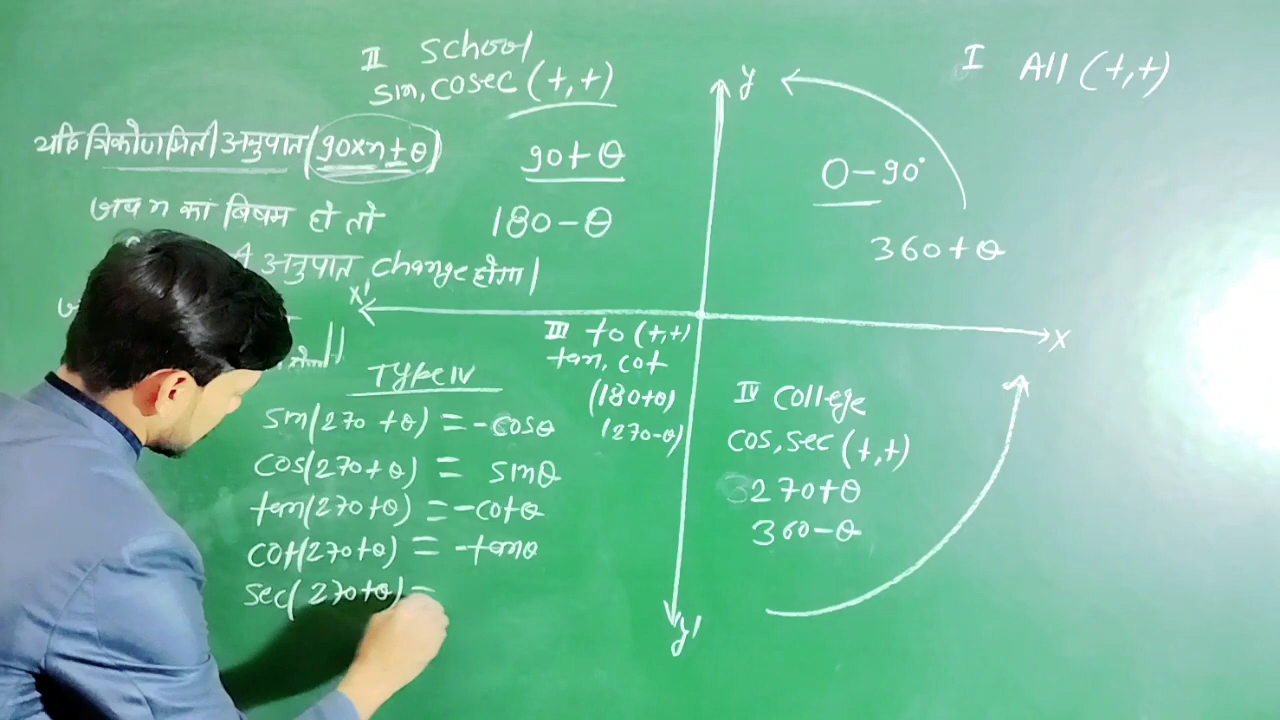 II School
sin, cosec (+,+)
यदि त्रिकोणमिती अनुपात (90×n±θ)
जब n का विषम हो तो
अनुपात change होगा।
90+θ
180-θ
I All (+,+)
y
0-90°
360+θ
x'
x
III to (+,+)
tan, cot
(180+θ)
(270-θ)
IV College
cos, sec (+,+)
270+θ
360-θ
y'
Type IV
sin(270+θ) = -cosθ
cos(270+θ) = sinθ
tan(270+θ) = -cotθ
cot(270+θ) = -tanθ
sec(270+θ) =